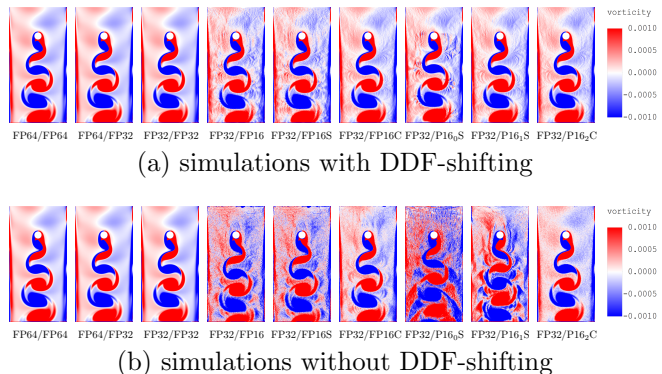 vorticity
0.0010
0.0005
0.0000
-0.0005
-0.0010
FP64/FP64 FP64/FP32 FP32/FP32 FP32/FP16 FP32/FP16S FP32/FP16C FP32/P16₀S FP32/P16₁S FP32/P16₂C
(a) simulations with DDF-shifting
vorticity
0.0010
0.0005
0.0000
-0.0005
-0.0010
FP64/FP64 FP64/FP32 FP32/FP32 FP32/FP16 FP32/FP16S FP32/FP16C FP32/P16₀S FP32/P16₁S FP32/P16₂C
(b) simulations without DDF-shifting